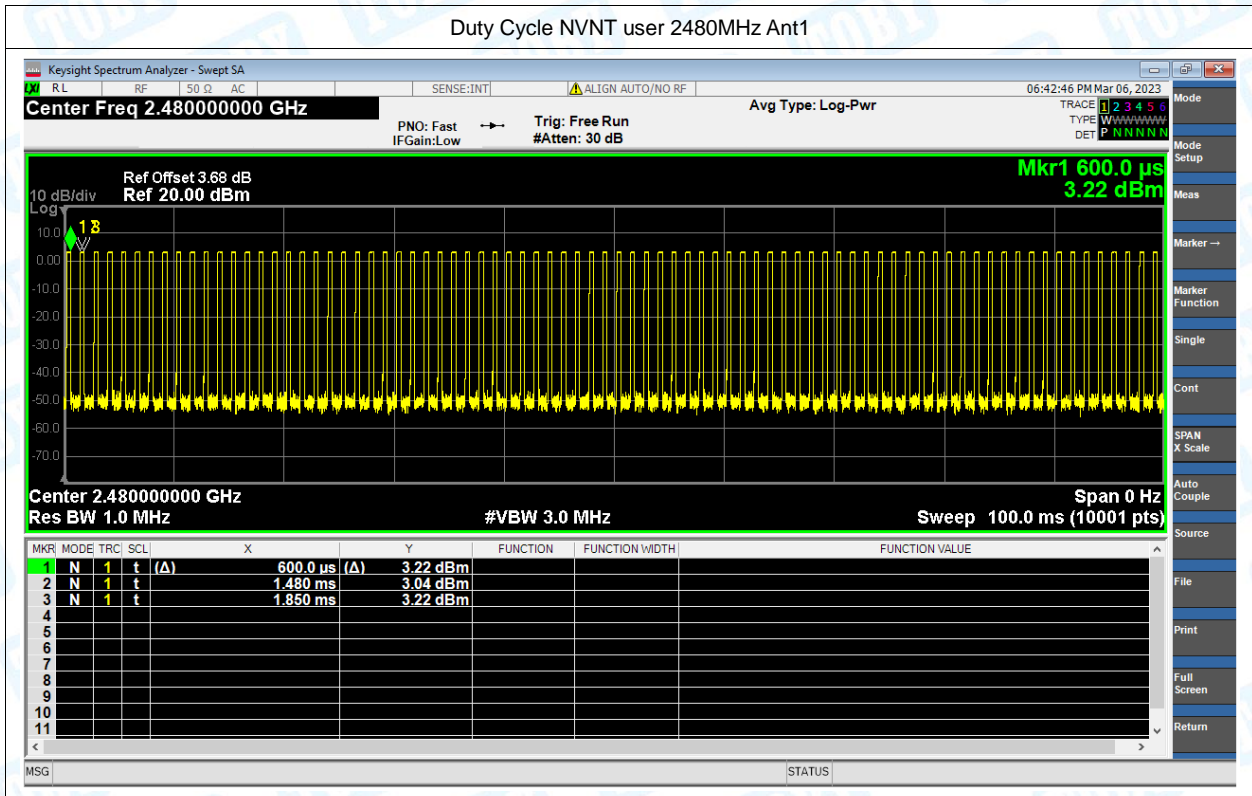 Duty Cycle NVNT user 2480MHz Ant1
Keysight Spectrum Analyzer - Swept SA
LXI RL RF 50 Ω AC SENSE:INT ALIGN AUTO/NO RF 06:42:46 PM Mar 06, 2023
Center Freq 2.480000000 GHz Avg Type: Log-Pwr TRACE 1 2 3 4 5 6
PNO: Fast Trig: Free Run TYPE WWWWWW
IFGain:Low #Atten: 30 dB DET P N N N N N
Ref Offset 3.68 dB Mkr1 600.0 µs
10 dB/div Ref 20.00 dBm 3.22 dBm
Log
1 2 3
10.0
0.00
-10.0
-20.0
-30.0
-40.0
-50.0
-60.0
-70.0
Center 2.480000000 GHz Span 0 Hz
Res BW 1.0 MHz #VBW 3.0 MHz Sweep 100.0 ms (10001 pts)
MKR MODE TRC SCL X Y FUNCTION FUNCTION WIDTH FUNCTION VALUE
1 N 1 t (Δ) 600.0 µs (Δ) 3.22 dBm
2 N 1 t 1.480 ms 3.04 dBm
3 N 1 t 1.850 ms 3.22 dBm
4
5
6
7
8
9
10
11
MSG STATUS
Mode
Mode
Setup
Meas
Marker →
Marker
Function
Single
Cont
SPAN
X Scale
Auto
Couple
Source
File
Print
Full
Screen
Return
TOBY